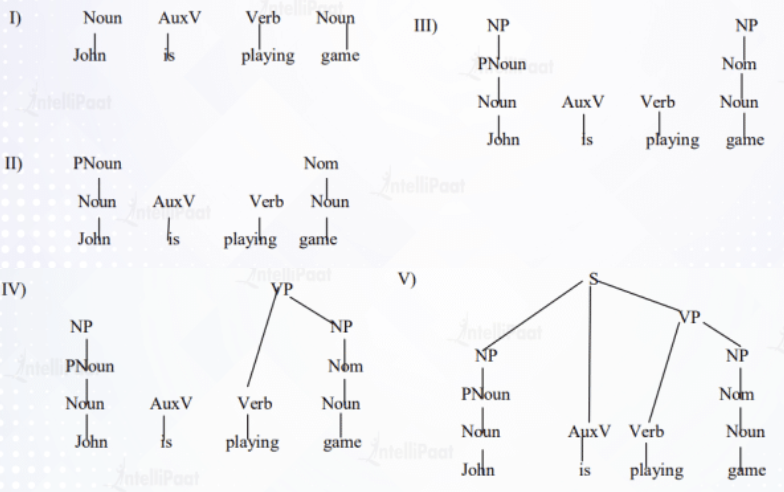 I)
Noun AuxV Verb Noun
John is playing game
II)
PNoun Nom
Noun AuxV Verb Noun
John is playing game
III)
NP NP
PNoun Nom
Noun AuxV Verb Noun
John is playing game
IV)
VP
NP NP
PNoun Nom
Noun AuxV Verb Noun
John is playing game
V)
S
VP
NP NP
PNoun Nom
Noun AuxV Verb Noun
John is playing game
IntelliPaat